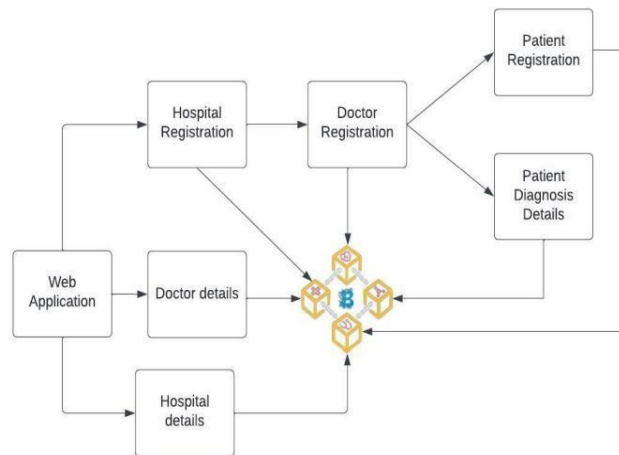 Patient
Registration
Hospital
Registration
Doctor
Registration
Patient
Diagnosis
Details
Web
Application
Doctor details
Hospital
details